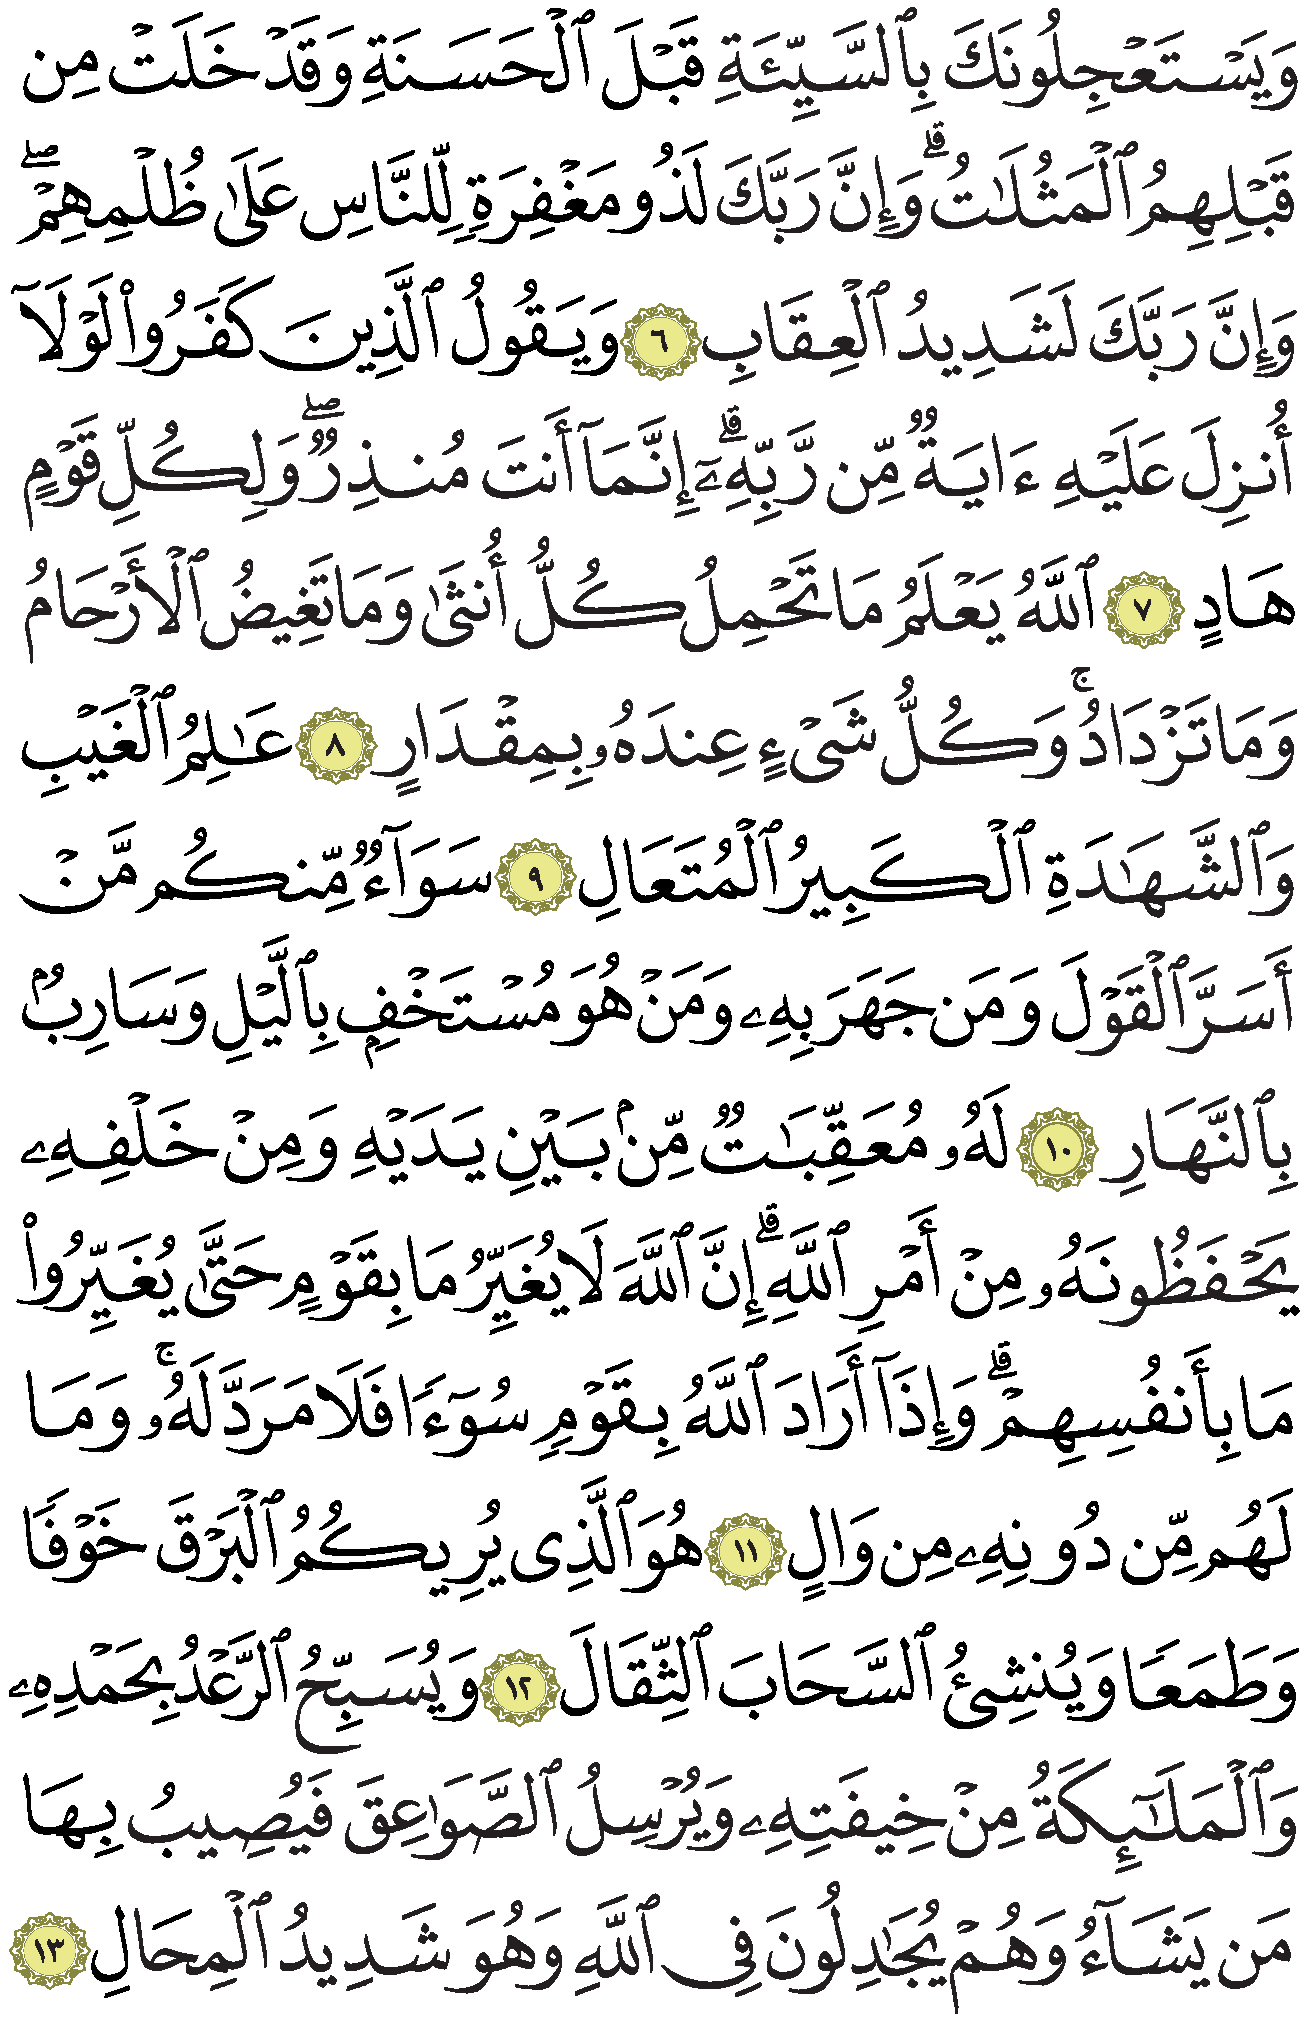 وَيَسۡتَعۡجِلُونَكَ بِٱلسَّيِّئَةِ قَبۡلَ ٱلۡحَسَنَةِ وَقَدۡ خَلَتۡ مِن
قَبۡلِهِمُ ٱلۡمَثُلَٰتُۗ وَإِنَّ رَبَّكَ لَذُو مَغۡفِرَةٖ لِّلنَّاسِ عَلَىٰ ظُلۡمِهِمۡۖ
وَإِنَّ رَبَّكَ لَشَدِيدُ ٱلۡعِقَابِ ٦ وَيَقُولُ ٱلَّذِينَ كَفَرُواْ لَوۡلَآ
أُنزِلَ عَلَيۡهِ ءَايَةٞ مِّن رَّبِّهِۦٓۗ إِنَّمَآ أَنتَ مُنذِرٞۖ وَلِكُلِّ قَوۡمٍ
هَادٍ ٧ ٱللَّهُ يَعۡلَمُ مَا تَحۡمِلُ كُلُّ أُنثَىٰ وَمَا تَغِيضُ ٱلۡأَرۡحَامُ
وَمَا تَزۡدَادُۚ وَكُلُّ شَيۡءٍ عِندَهُۥ بِمِقۡدَارٍ ٨ عَٰلِمُ ٱلۡغَيۡبِ
وَٱلشَّهَٰدَةِ ٱلۡكَبِيرُ ٱلۡمُتَعَالِ ٩ سَوَآءٞ مِّنكُم مَّنۡ
أَسَرَّ ٱلۡقَوۡلَ وَمَن جَهَرَ بِهِۦ وَمَنۡ هُوَ مُسۡتَخۡفِۭ بِٱلَّيۡلِ وَسَارِبُۢ
بِٱلنَّهَارِ ١٠ لَهُۥ مُعَقِّبَٰتٞ مِّنۢ بَيۡنِ يَدَيۡهِ وَمِنۡ خَلۡفِهِۦ
يَحۡفَظُونَهُۥ مِنۡ أَمۡرِ ٱللَّهِۗ إِنَّ ٱللَّهَ لَا يُغَيِّرُ مَا بِقَوۡمٍ حَتَّىٰ يُغَيِّرُواْ
مَا بِأَنفُسِهِمۡۗ وَإِذَآ أَرَادَ ٱللَّهُ بِقَوۡمٖ سُوٓءٗا فَلَا مَرَدَّ لَهُۥۚ وَمَا
لَهُم مِّن دُونِهِۦ مِن وَالٍ ١١ هُوَ ٱلَّذِي يُرِيكُمُ ٱلۡبَرۡقَ خَوۡفٗا
وَطَمَعٗا وَيُنشِئُ ٱلسَّحَابَ ٱلثِّقَالَ ١٢ وَيُسَبِّحُ ٱلرَّعۡدُ بِحَمۡدِهِۦ
وَٱلۡمَلَٰٓئِكَةُ مِنۡ خِيفَتِهِۦ وَيُرۡسِلُ ٱلصَّوَٰعِقَ فَيُصِيبُ بِهَا
مَن يَشَآءُ وَهُمۡ يُجَٰدِلُونَ فِي ٱللَّهِ وَهُوَ شَدِيدُ ٱلۡمِحَالِ ١٣